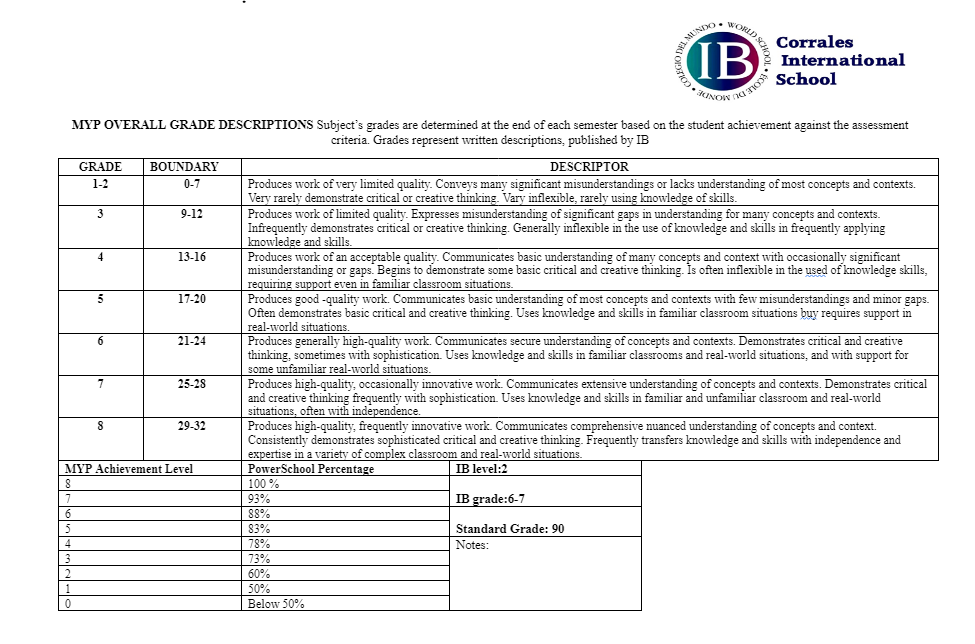 COLEGIO DEL MUNDO • WORLD SCHOOL • ÉCOLE DU MONDE •
IB
Corrales
International
School
MYP OVERALL GRADE DESCRIPTIONS Subject's grades are determined at the end of each semester based on the student achievement against the assessment
criteria. Grades represent written descriptions, published by IB
GRADE BOUNDARY DESCRIPTOR
1-2 0-7 Produces work of very limited quality. Conveys many significant misunderstandings or lacks understanding of most concepts and contexts.
Very rarely demonstrate critical or creative thinking. Vary inflexible, rarely using knowledge of skills.
3 9-12 Produces work of limited quality. Expresses misunderstanding of significant gaps in understanding for many concepts and contexts.
Infrequently demonstrates critical or creative thinking. Generally inflexible in the use of knowledge and skills in frequently applying
knowledge and skills.
4 13-16 Produces work of an acceptable quality. Communicates basic understanding of many concepts and context with occasionally significant
misunderstanding or gaps. Begins to demonstrate some basic critical and creative thinking. Is often inflexible in the used of knowledge skills,
requiring support even in familiar classroom situations.
5 17-20 Produces good -quality work. Communicates basic understanding of most concepts and contexts with few misunderstandings and minor gaps.
Often demonstrates basic critical and creative thinking. Uses knowledge and skills in familiar classroom situations buy requires support in
real-world situations.
6 21-24 Produces generally high-quality work. Communicates secure understanding of concepts and contexts. Demonstrates critical and creative
thinking, sometimes with sophistication. Uses knowledge and skills in familiar classrooms and real-world situations, and with support for
some unfamiliar real-world situations.
7 25-28 Produces high-quality, occasionally innovative work. Communicates extensive understanding of concepts and contexts. Demonstrates critical
and creative thinking frequently with sophistication. Uses knowledge and skills in familiar and unfamiliar classroom and real-world
situations, often with independence.
8 29-32 Produces high-quality, frequently innovative work. Communicates comprehensive nuanced understanding of concepts and context.
Consistently demonstrates sophisticated critical and creative thinking. Frequently transfers knowledge and skills with independence and
expertise in a variety of complex classroom and real-world situations.
MYP Achievement Level PowerSchool Percentage IB level:2
8 100 %
7 93% IB grade:6-7
6 88%
5 83% Standard Grade: 90
4 78% Notes:
3 73%
2 60%
1 50%
0 Below 50%